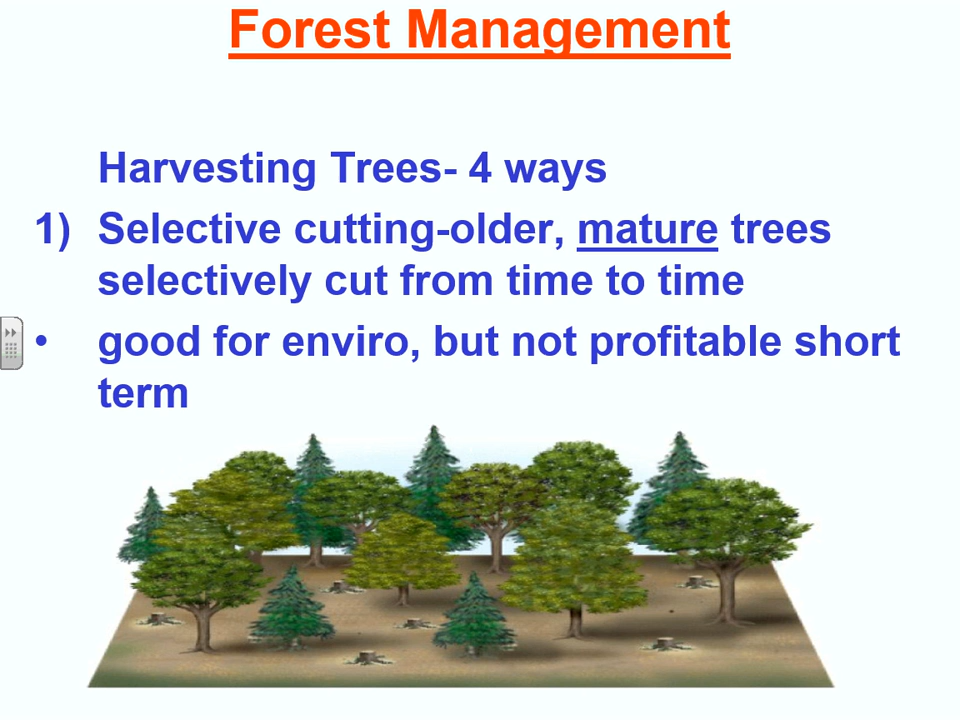 Forest Management
Harvesting Trees- 4 ways
1) Selective cutting-older, mature trees
selectively cut from time to time
• good for enviro, but not profitable short
term